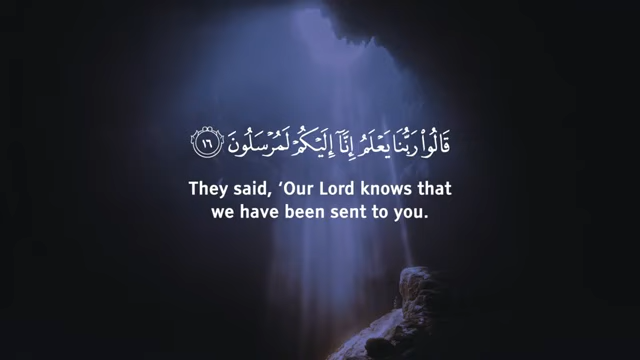 قَالُوا۟ رَبُّنَا يَعْلَمُ إِنَّآ إِلَيْكُمْ لَمُرْسَلُونَ ١٦
They said, ‘Our Lord knows that
we have been sent to you.